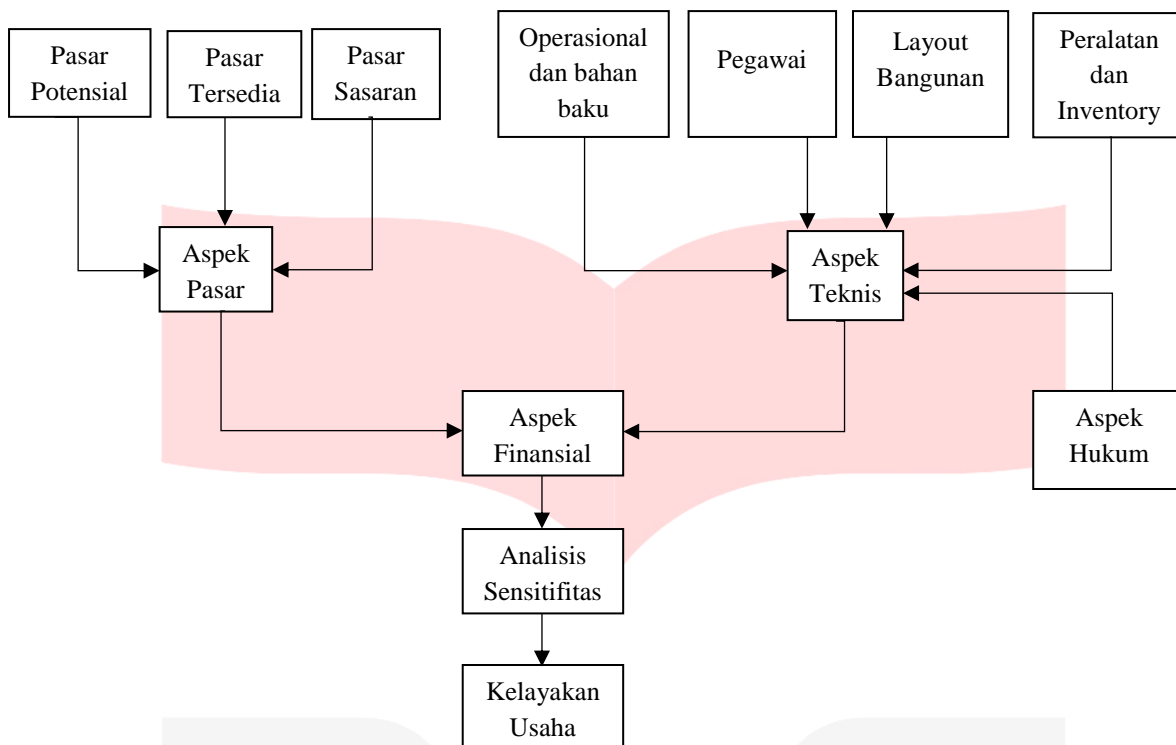 Pasar
Potensial
Pasar
Tersedia
Pasar
Sasaran
Operasional
dan bahan
baku
Pegawai
Layout
Bangunan
Peralatan
dan
Inventory
Aspek
Pasar
Aspek
Teknis
Aspek
Finansial
Aspek
Hukum
Analisis
Sensitifitas
Kelayakan
Usaha